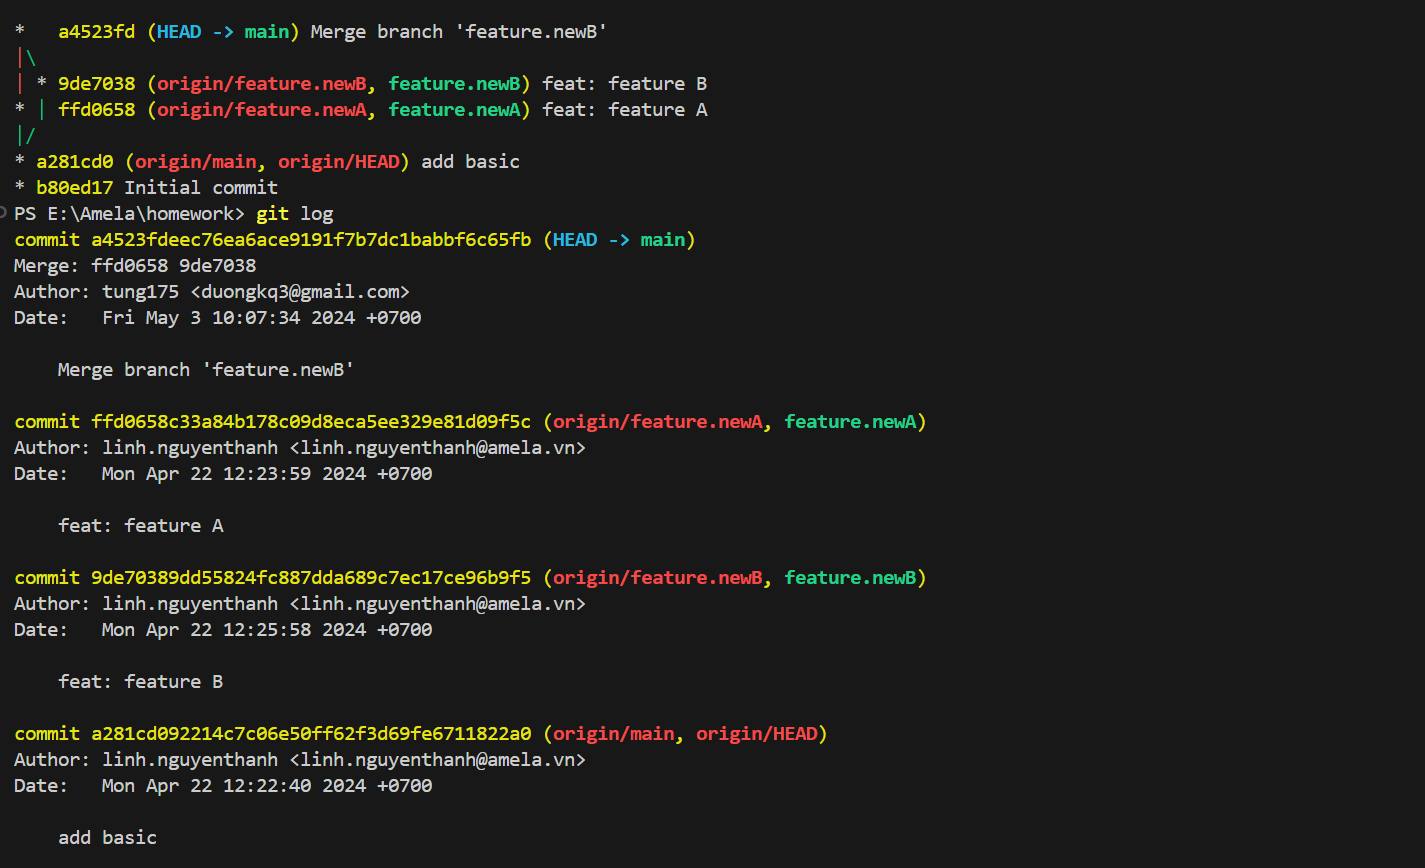 *   a4523fd (HEAD -> main) Merge branch 'feature.newB'
|\
| * 9de7038 (origin/feature.newB, feature.newB) feat: feature B
* | ffd0658 (origin/feature.newA, feature.newA) feat: feature A
|/
* a281cd0 (origin/main, origin/HEAD) add basic
* b80ed17 Initial commit
PS E:\Amela\homework> git log
commit a4523fdeec76ea6ace9191f7b7dc1babbf6c65fb (HEAD -> main)
Merge: ffd0658 9de7038
Author: tung175 <duongkq3@gmail.com>
Date:   Fri May 3 10:07:34 2024 +0700

    Merge branch 'feature.newB'

commit ffd0658c33a84b178c09d8eca5ee329e81d09f5c (origin/feature.newA, feature.newA)
Author: linh.nguyenthanh <linh.nguyenthanh@amela.vn>
Date:   Mon Apr 22 12:23:59 2024 +0700

    feat: feature A

commit 9de70389dd55824fc887dda689c7ec17ce96b9f5 (origin/feature.newB, feature.newB)
Author: linh.nguyenthanh <linh.nguyenthanh@amela.vn>
Date:   Mon Apr 22 12:25:58 2024 +0700

    feat: feature B

commit a281cd092214c7c06e50ff62f3d69fe6711822a0 (origin/main, origin/HEAD)
Author: linh.nguyenthanh <linh.nguyenthanh@amela.vn>
Date:   Mon Apr 22 12:22:40 2024 +0700

    add basic